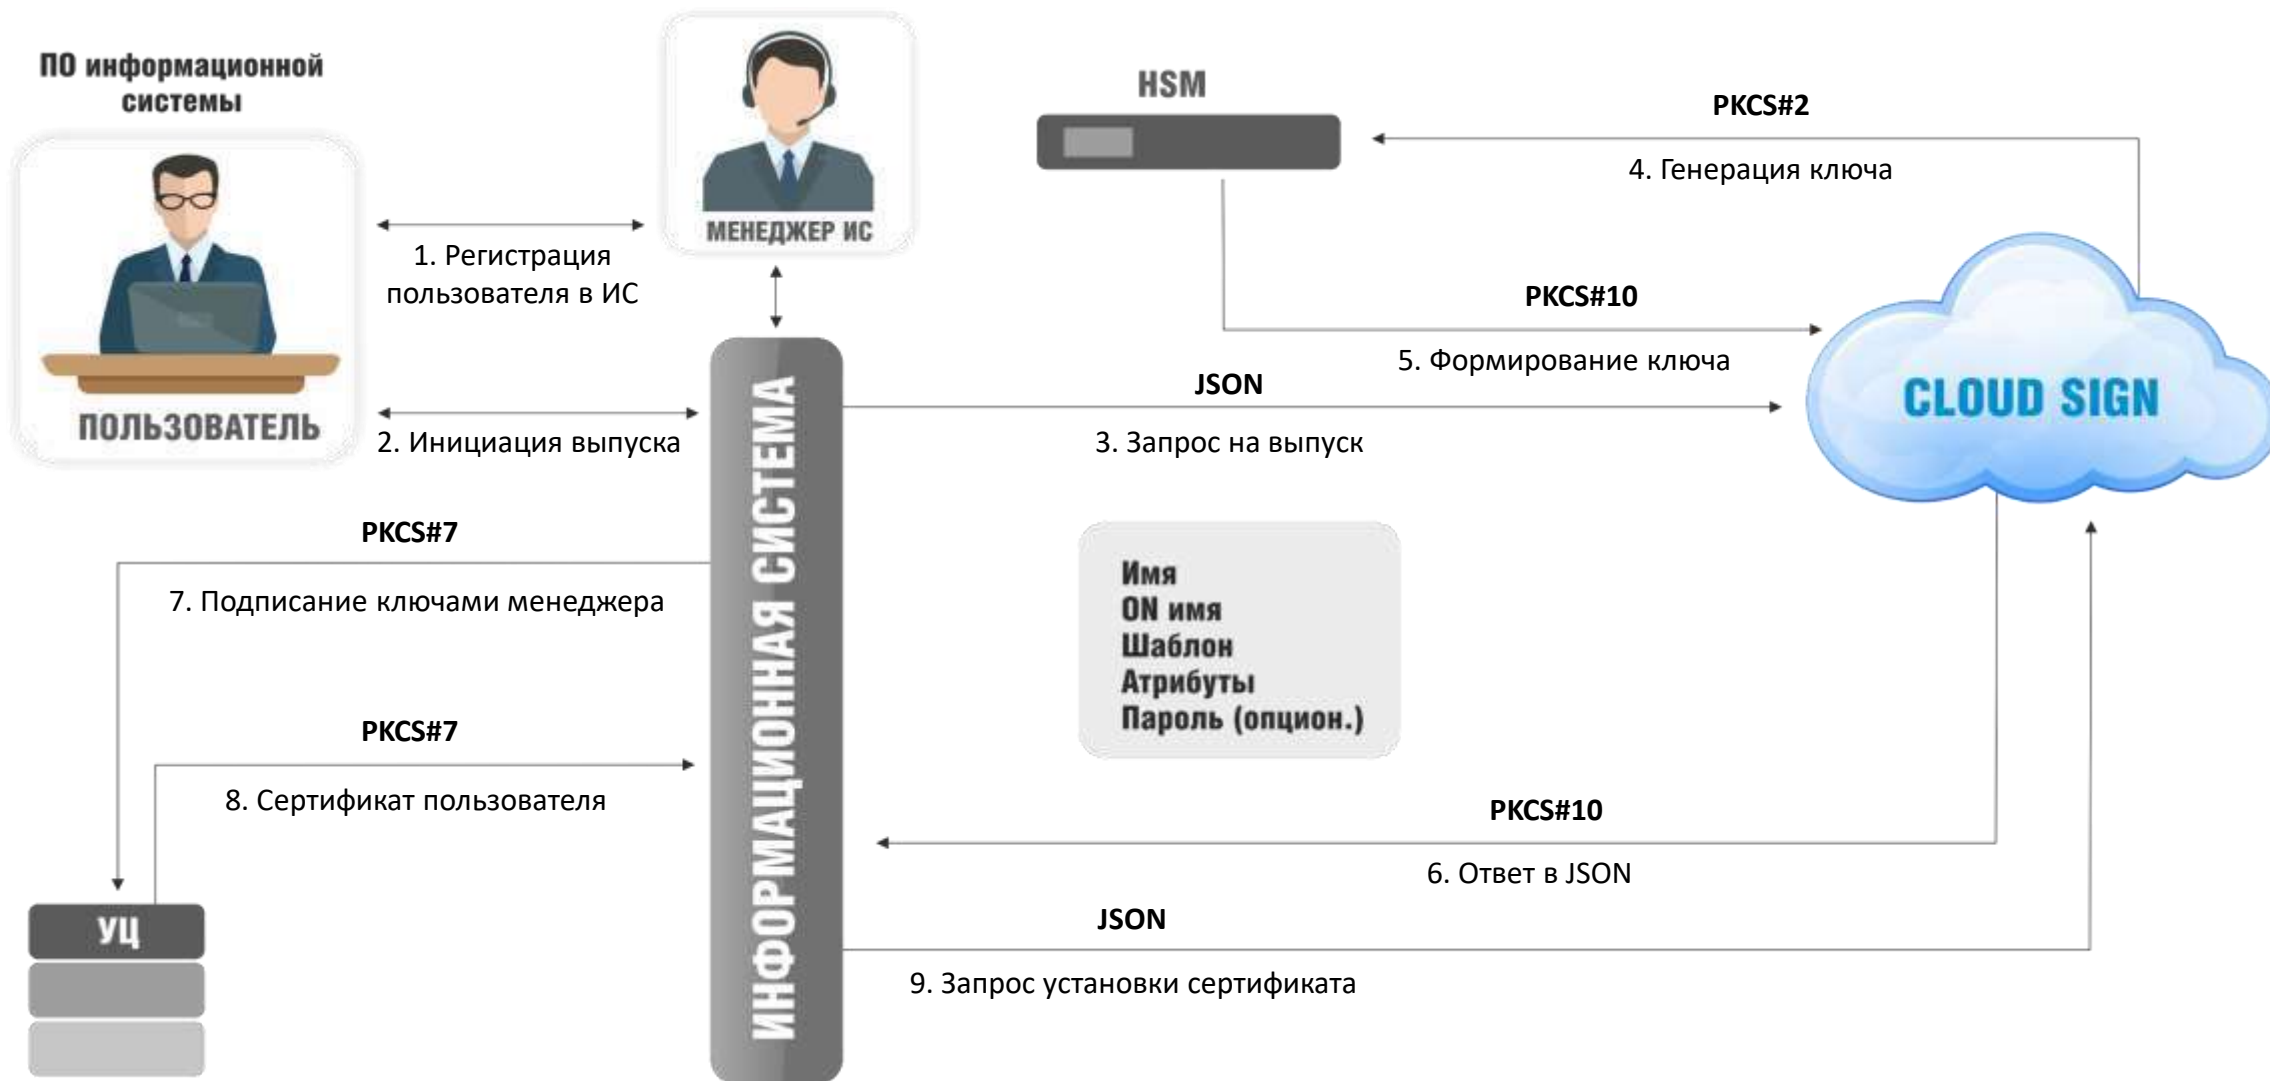 ПО информационной
системы
ПОЛЬЗОВАТЕЛЬ
МЕНЕДЖЕР ИС
1. Регистрация
пользователя в ИС
2. Инициация выпуска
HSM
PKCS#2
4. Генерация ключа
PKCS#10
5. Формирование ключа
JSON
3. Запрос на выпуск
CLOUD SIGN
ИНФОРМАЦИОННАЯ СИСТЕМА
PKCS#7
7. Подписание ключами менеджера
PKCS#7
8. Сертификат пользователя
УЦ
Имя
ON имя
Шаблон
Атрибуты
Пароль (опцион.)
PKCS#10
6. Ответ в JSON
JSON
9. Запрос установки сертификата